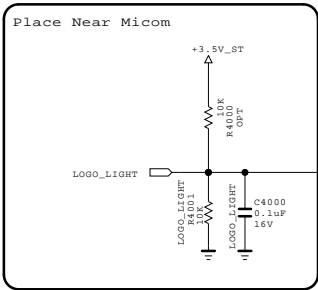 Place Near Micom
+3.5V_ST
10K
R4000
OPT
LOGO_LIGHT
LOGO_LIGHT
R4001
10K
LOGO_LIGHT
C4000
0.1uF
16V